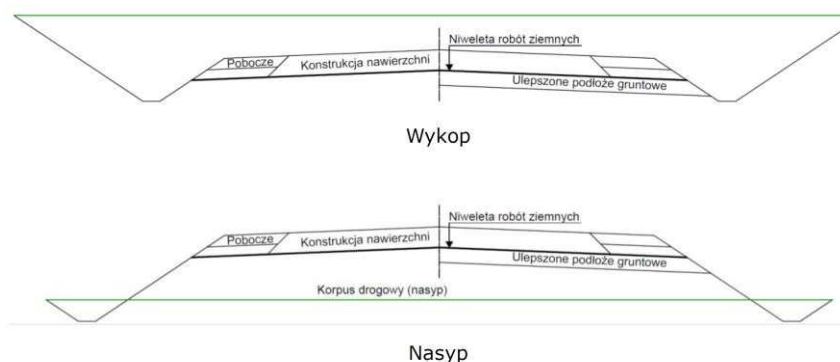 Niweleta robót ziemnych
Pobocze
Konstrukcja nawierzchni
Ulepszone podłoże gruntowe
Wykop
Niweleta robót ziemnych
Pobocze
Konstrukcja nawierzchni
Ulepszone podłoże gruntowe
Korpus drogowy (nasyp)
Nasyp